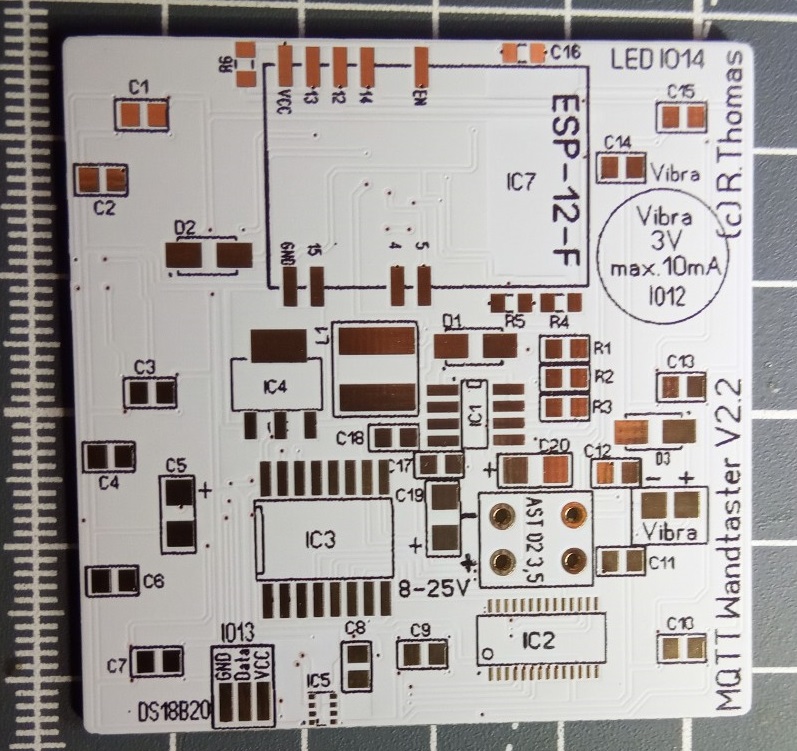 R6
C16
LED IO14
C1
VCC
13
12
14
EN
ESP-12-F
C15
C14
Vibra
IC7
(c) R.Thomas
C2
D2
Vibra
3V
max.10mA
IO12
GND
15
4
5
R5
R4
L1
D1
R1
R2
R3
C3
IC4
IC1
C13
C18
C17
C20
C12
D3
C4
C5
+
C19
+
-
- +
Vibra
AST 023,5
+
IC3
8-25V
C11
C6
MQTT Wandtaster V2.2
IO13
GND
Data
VCC
C7
C8
C9
IC2
C10
DS18B20
IC5